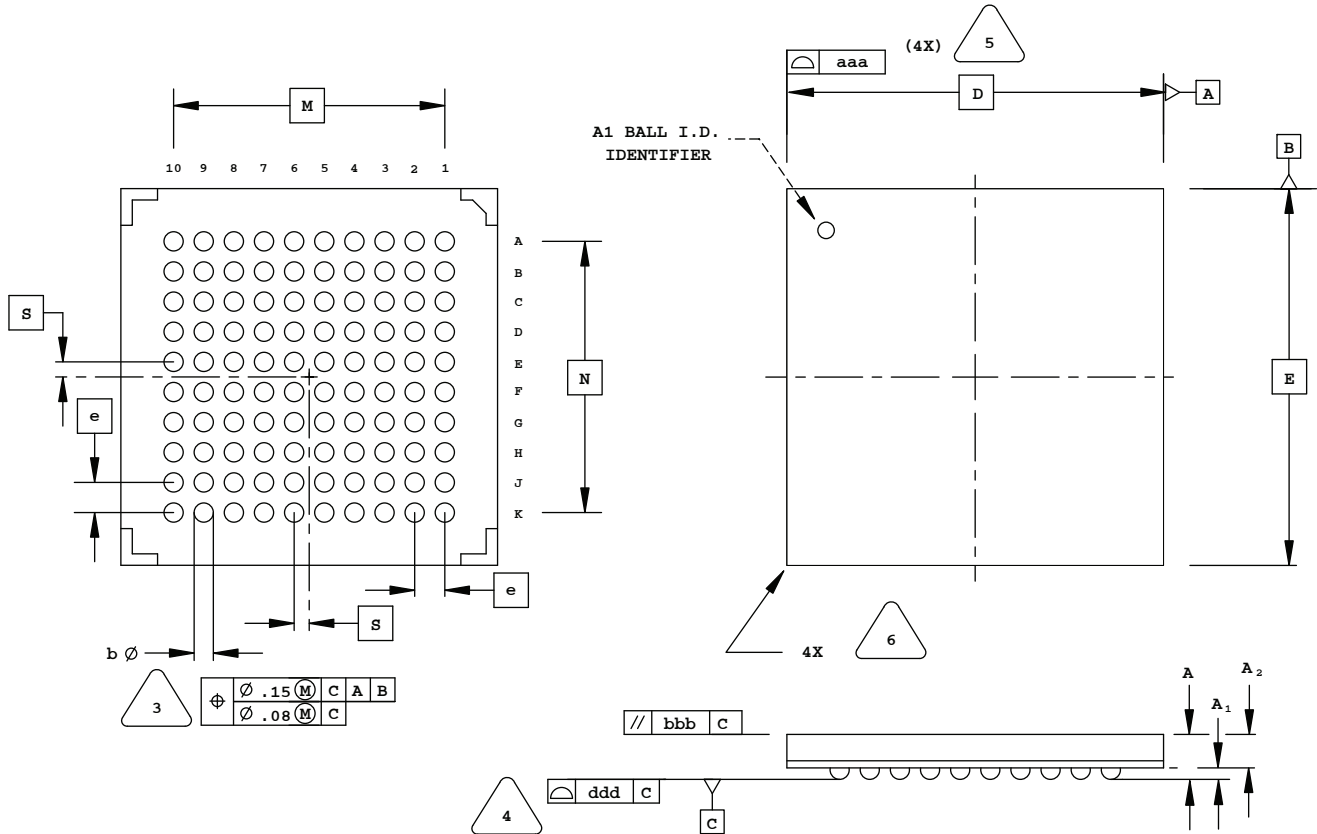 (4X) 5
aaa
M
D
A
A1 BALL I.D.
IDENTIFIER
B
10 9 8 7 6 5 4 3 2 1
A
B
C
D
E
F
G
H
J
K
S
e
N
E
e
S
b Ø
3
⌖ Ø .15 Ⓜ C A B
Ø .08 Ⓜ C
4X 6
A A₂
A₁
// bbb C
⌓ ddd C
4
C